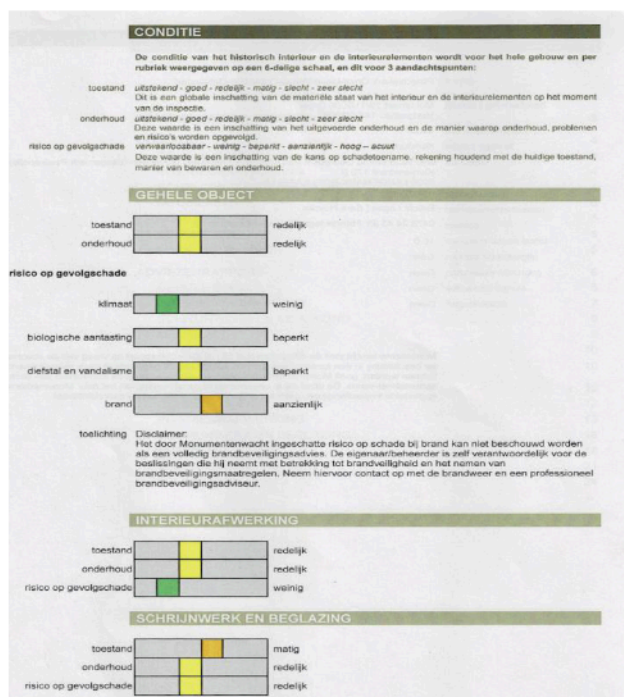 CONDITIE
De conditie van het historisch interieur en de interieurelementen wordt voor het hele gebouw en per
rubriek weergegeven op een 6-delige schaal, en dit voor 3 aandachtspunten:
toestand uitstekend - goed - redelijk - matig - slecht - zeer slecht
Dit is een globale inschatting van de materiële staat van het interieur en de interieurelementen op het moment
van de inspectie.
onderhoud uitstekend - goed - redelijk - matig - slecht - zeer slecht
Deze waarde is een inschatting van het uitgevoerde onderhoud en de manier waarop onderhoud, problemen
en risico's worden opgevolgd.
risico op gevolgschade verwaarloosbaar - weinig - beperkt - aanzienlijk - hoog – acuut
Deze waarde is een inschatting van de kans op schadetoename, rekening houdend met de huidige toestand,
manier van bewaren en onderhoud.
GEHELE OBJECT
toestand redelijk
onderhoud redelijk
risico op gevolgschade
klimaat weinig
biologische aantasting beperkt
diefstal en vandalisme beperkt
brand aanzienlijk
toelichting Disclaimer:
Het door Monumentenwacht ingeschatte risico op schade bij brand kan niet beschouwd worden
als een volledig brandbeveiligingsadvies. De eigenaar/beheerder is zelf verantwoordelijk voor de
beslissingen die hij neemt met betrekking tot brandveiligheid en het nemen van
brandbeveiligingsmaatregelen. Neem hiervoor contact op met de brandweer en een professioneel
brandbeveiligingsadviseur.
INTERIEURAFWERKING
toestand redelijk
onderhoud redelijk
risico op gevolgschade weinig
SCHRIJNWERK EN BEGLAZING
toestand matig
onderhoud redelijk
risico op gevolgschade redelijk